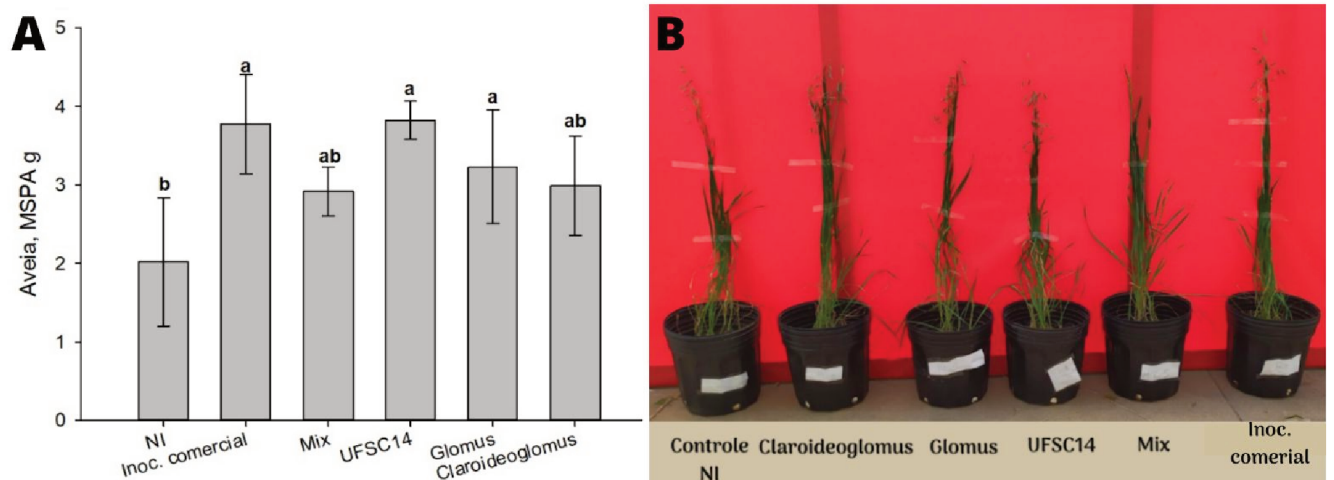 A
5
4
3
2
1
0
Aveia, MSPA g
b
a
ab
a
a
ab
NI
Inoc. comercial
Mix
UFSC14
Glomus
Claroideoglomus
B
Controle
NI
Claroideoglomus
Glomus
UFSC14
Mix
Inoc.
comerial